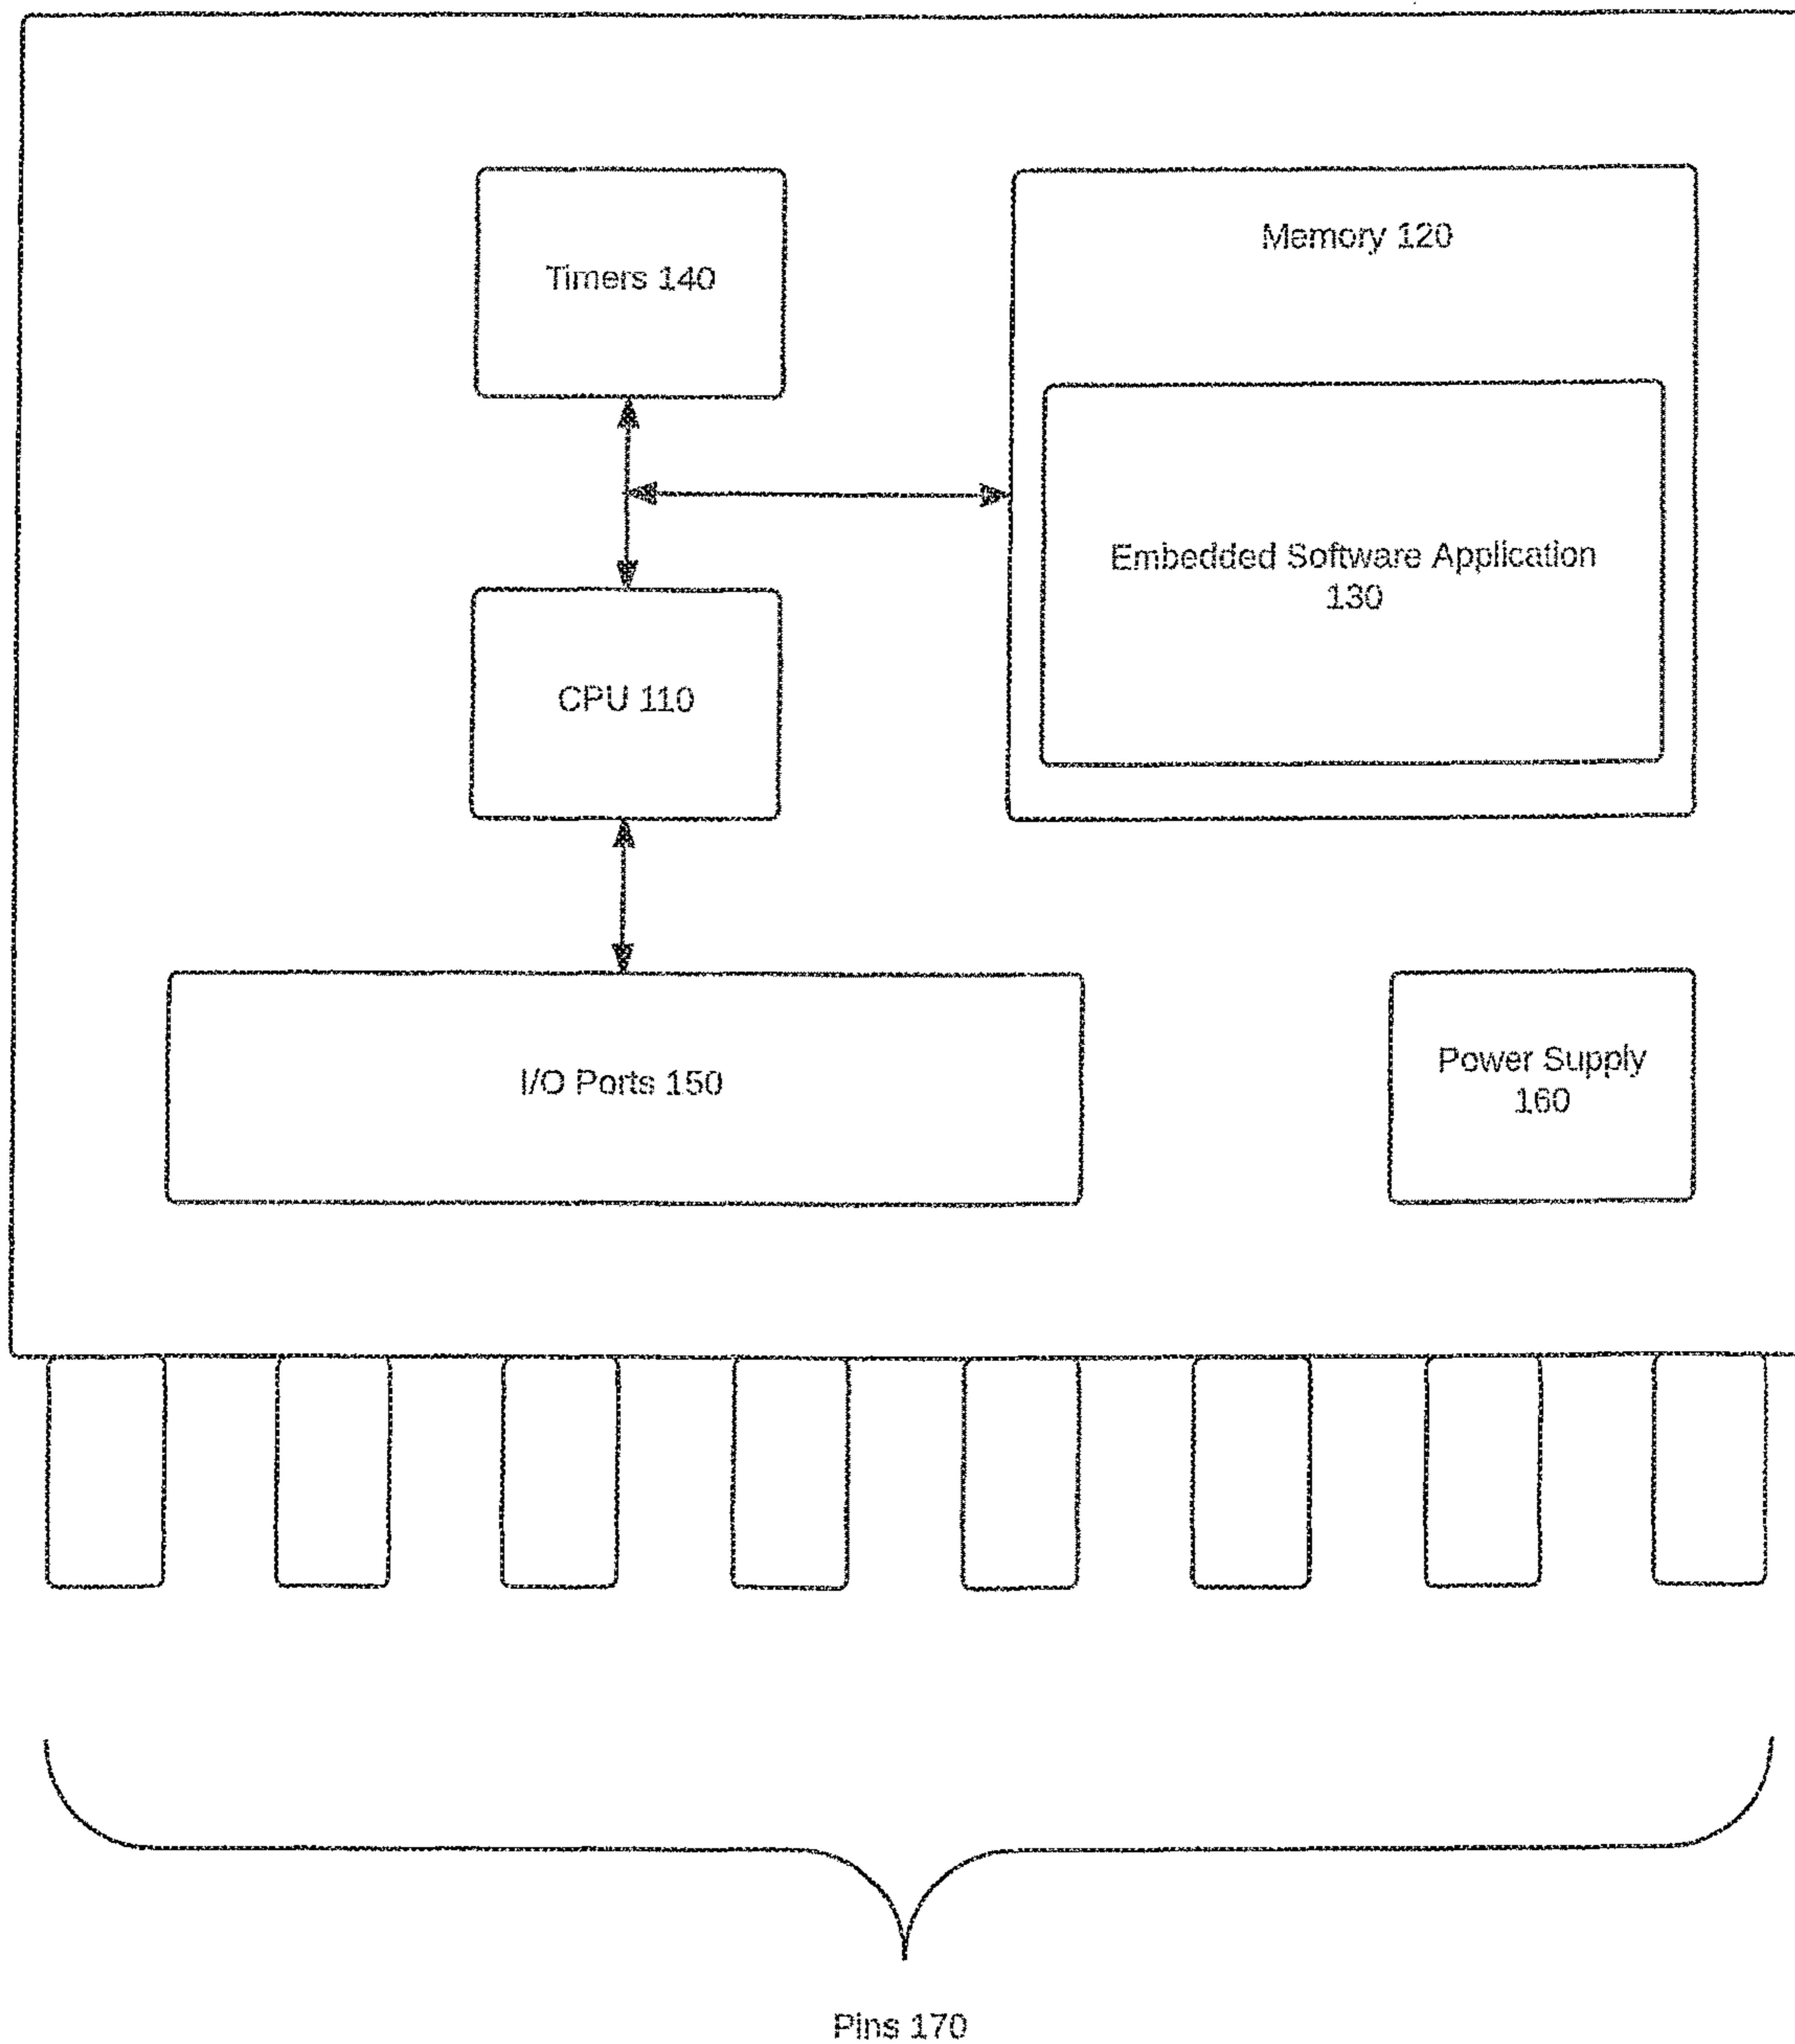 Timers 140
Memory 120
Embedded Software Application
130
CPU 110
I/O Ports 150
Power Supply
160
Pins 170